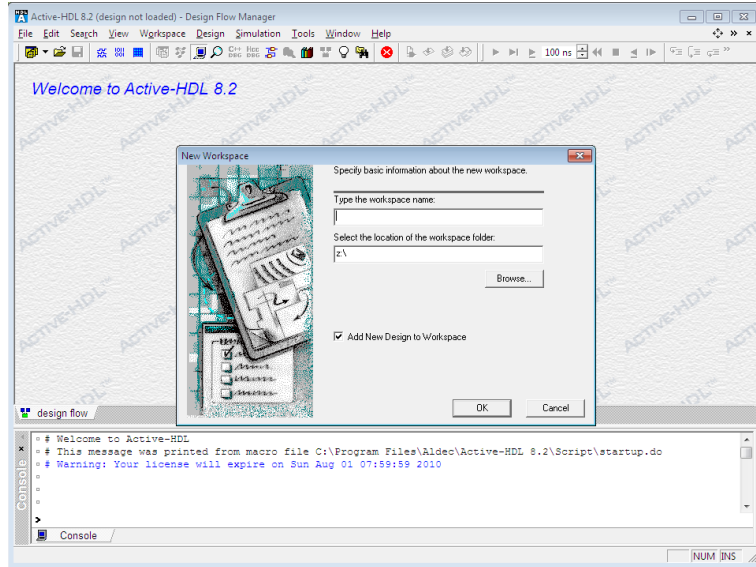 Active-HDL 8.2 (design not loaded) - Design Flow Manager
File Edit Search View Workspace Design Simulation Tools Window Help
100 ns
Welcome to Active-HDL 8.2
New Workspace
Specify basic information about the new workspace.
Type the workspace name:
Select the location of the workspace folder:
z:\
Browse...
Add New Design to Workspace
OK Cancel
design flow
# Welcome to Active-HDL
# This message was printed from macro file C:\Program Files\Aldec\Active-HDL 8.2\Script\startup.do
# Warning: Your license will expire on Sun Aug 01 07:59:59 2010
>
Console
Console
NUM INS